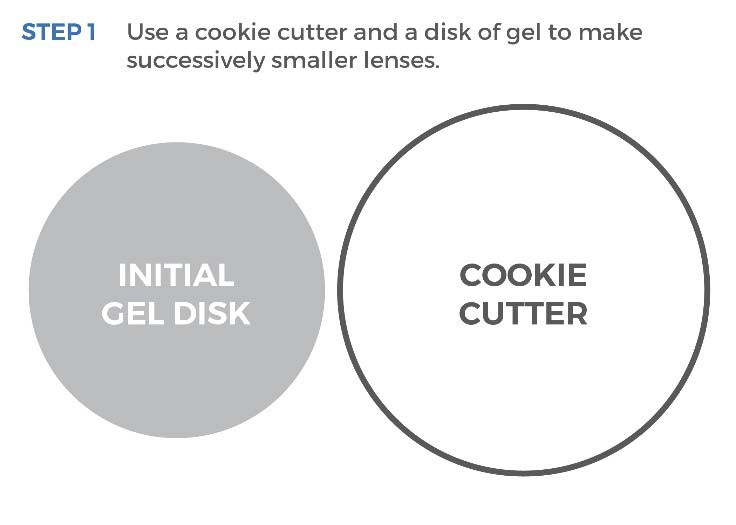 STEP 1 Use a cookie cutter and a disk of gel to make
successively smaller lenses.
INITIAL
GEL DISK
COOKIE
CUTTER